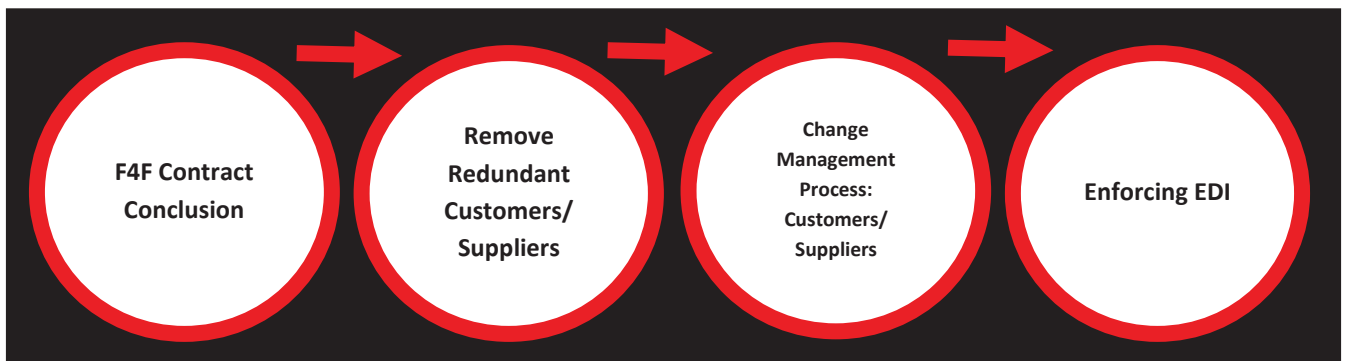 F4F Contract
Conclusion
Remove
Redundant
Customers/
Suppliers
Change
Management
Process:
Customers/
Suppliers
Enforcing EDI